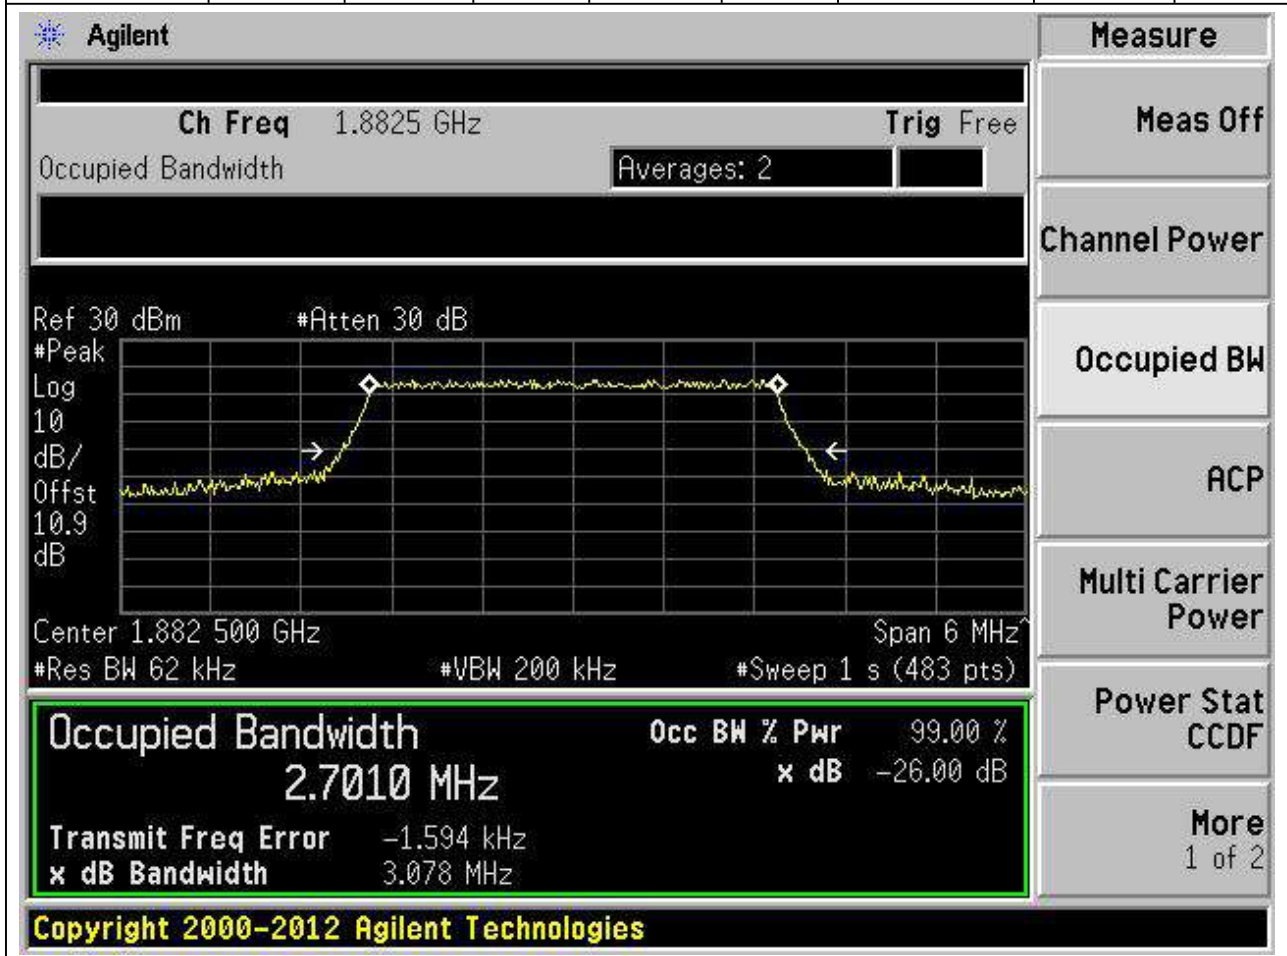 Agilent
Measure
Ch Freq 1.8825 GHz Trig Free
Occupied Bandwidth Averages: 2
Meas Off
Channel Power
Occupied BW
ACP
Multi Carrier
Power
Power Stat
CCDF
More
1 of 2
Ref 30 dBm #Atten 30 dB
#Peak
Log
10
dB/
Offst
10.9
dB
Center 1.882 500 GHz Span 6 MHz^
#Res BW 62 kHz #VBW 200 kHz #Sweep 1 s (483 pts)
Occupied Bandwidth
2.7010 MHz
Occ BW % Pwr 99.00 %
x dB -26.00 dB
Transmit Freq Error -1.594 kHz
x dB Bandwidth 3.078 MHz
Copyright 2000-2012 Agilent Technologies